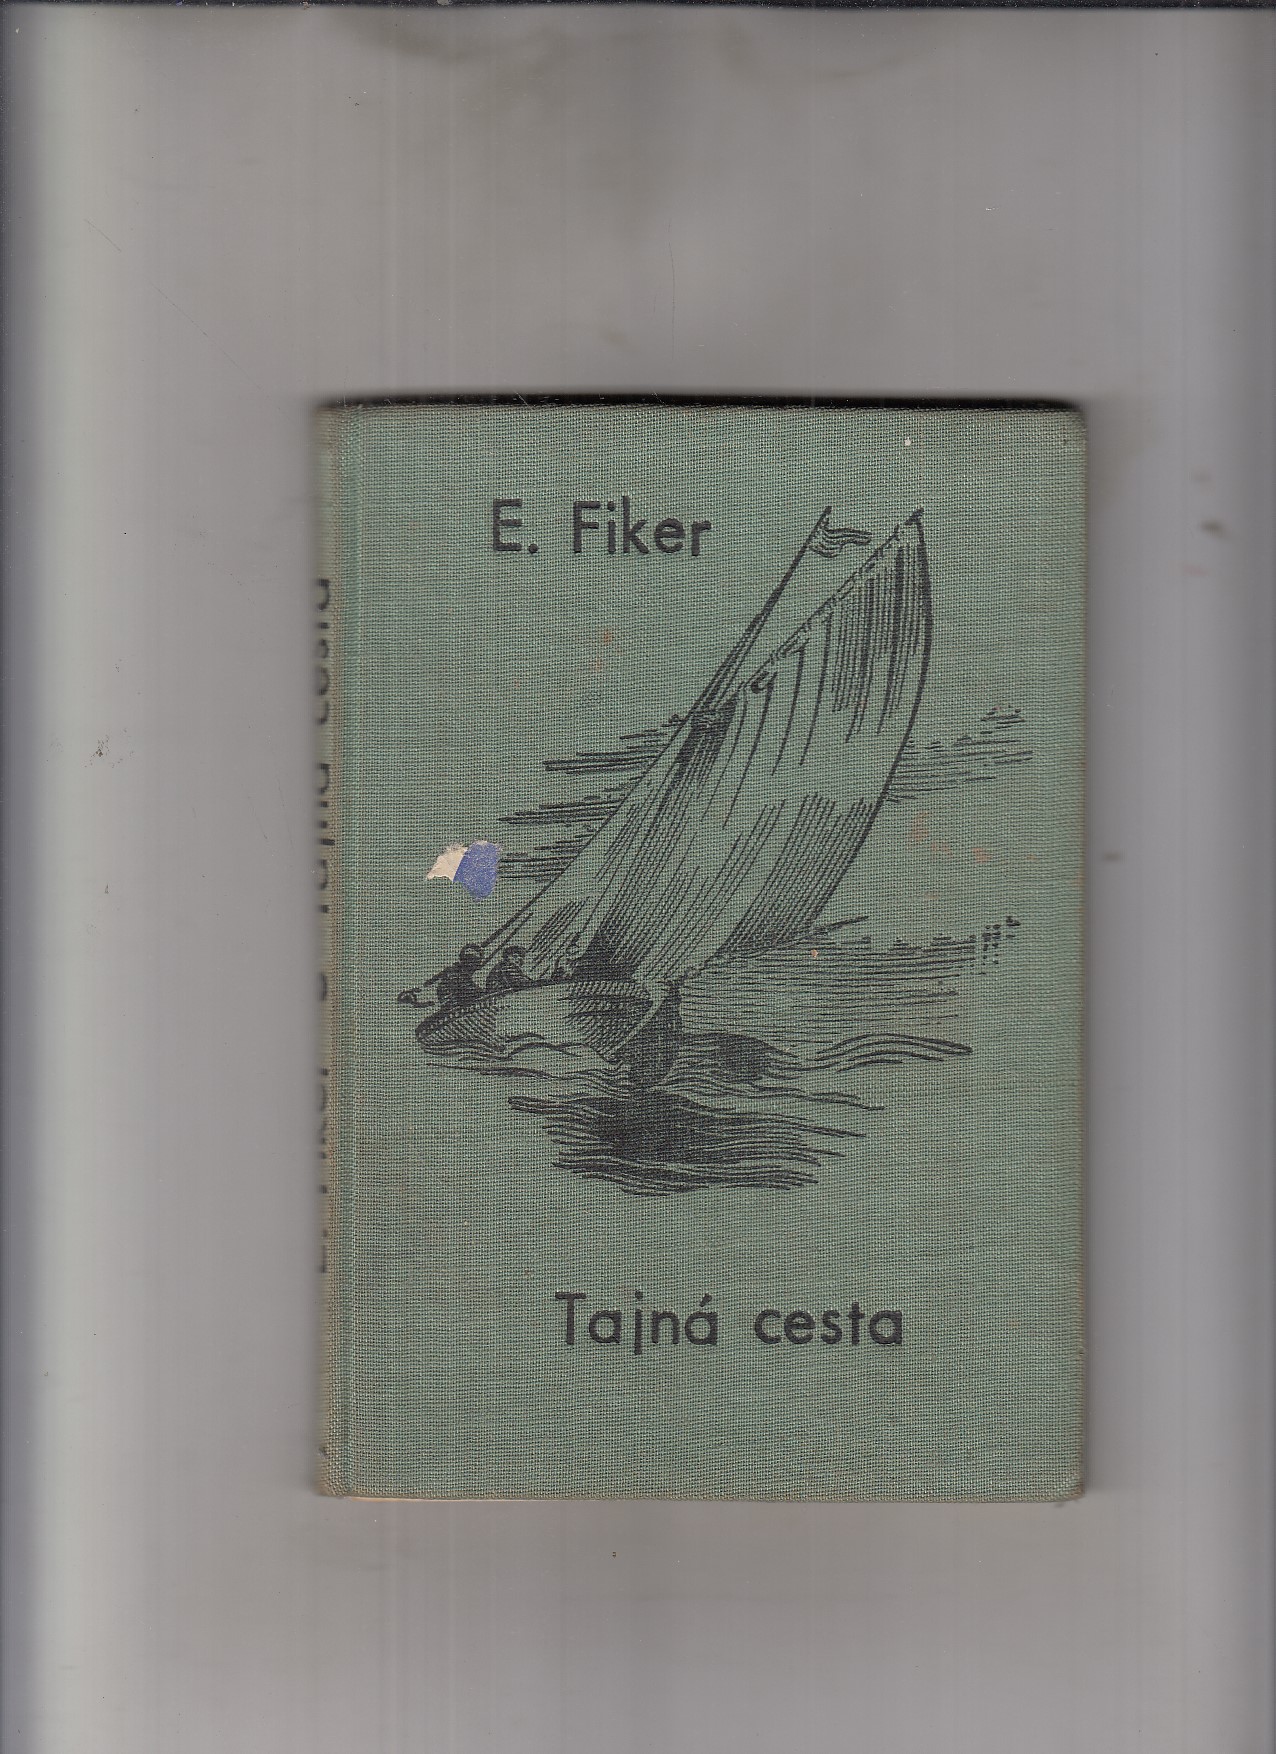 E. Fiker
Tajná cesta